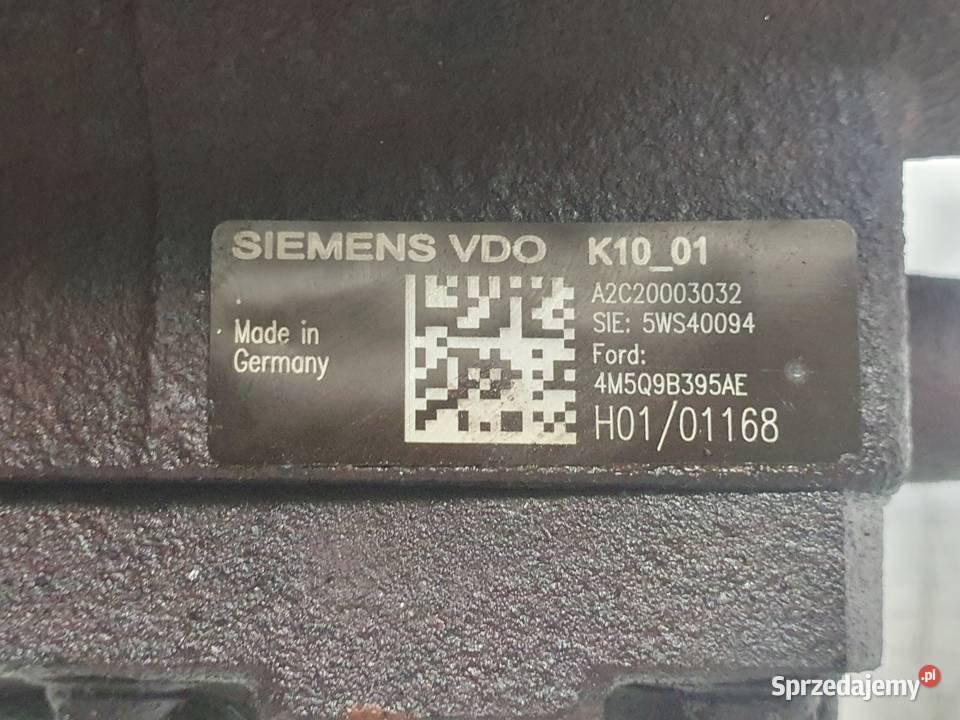 SIEMENS VDO K10_01
A2C20003032
SIE: 5WS40094
Made in
Germany
Ford:
4M5Q9B395AE
H01/01168
Sprzedajemy.pl